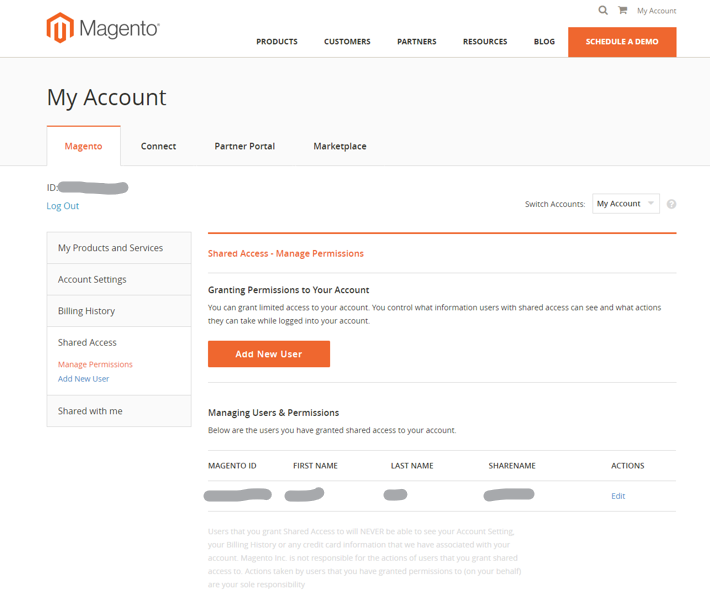 My Account
Magento
PRODUCTS CUSTOMERS PARTNERS RESOURCES BLOG SCHEDULE A DEMO
My Account
Magento Connect Partner Portal Marketplace
ID:
Log Out
Switch Accounts: My Account ?
My Products and Services
Account Settings
Billing History
Shared Access
Manage Permissions
Add New User
Shared with me
Shared Access - Manage Permissions
Granting Permissions to Your Account
You can grant limited access to your account. You control what information users with shared access can see and what actions
they can take while logged into your account.
Add New User
Managing Users & Permissions
Below are the users you have granted shared access to your account.
MAGENTO ID FIRST NAME LAST NAME SHARENAME ACTIONS
Edit
Users that you grant Shared Access to will NEVER be able to see your Account Setting,
your Billing History or any credit card information that we have associated with your
account. Magento Inc. is not responsible for the actions of users that you grant shared
access to. Actions taken by users that you have granted permissions to (on your behalf)
are your sole responsibility